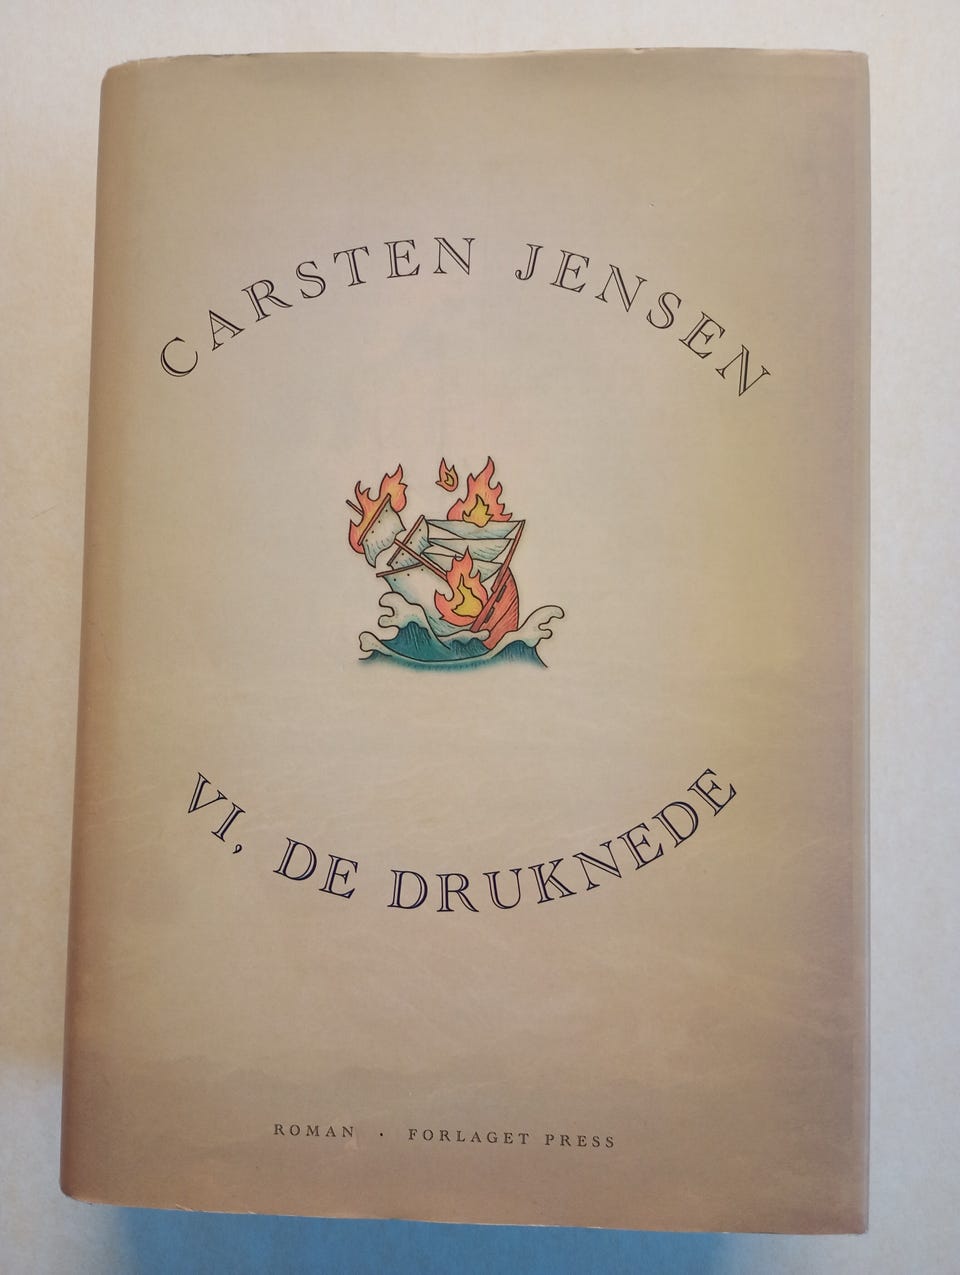 CARSTEN JENSEN
VI, DE DRUKNEDE
ROMAN · FORLAGET PRESS